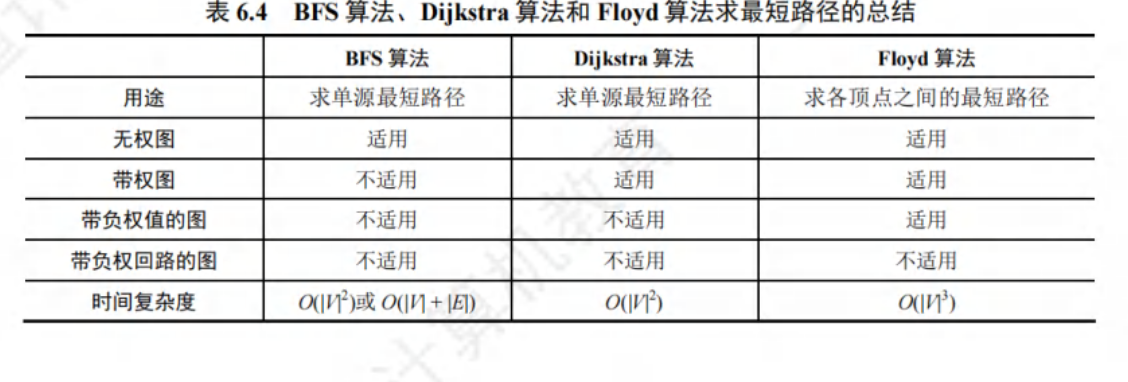 表 6.4 BFS 算法、Dijkstra 算法和 Floyd 算法求最短路径的总结
BFS 算法 Dijkstra 算法 Floyd 算法
用途 求单源最短路径 求单源最短路径 求各顶点之间的最短路径
无权图 适用 适用 适用
带权图 不适用 适用 适用
带负权值的图 不适用 不适用 适用
带负权回路的图 不适用 不适用 不适用
时间复杂度 O(|V|²)或 O(|V| + |E|) O(|V|²) O(|V|³)
计算机教育